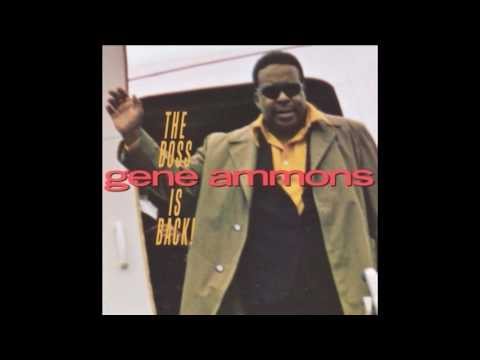 THE
BOSS
gene ammons
IS
BACK!